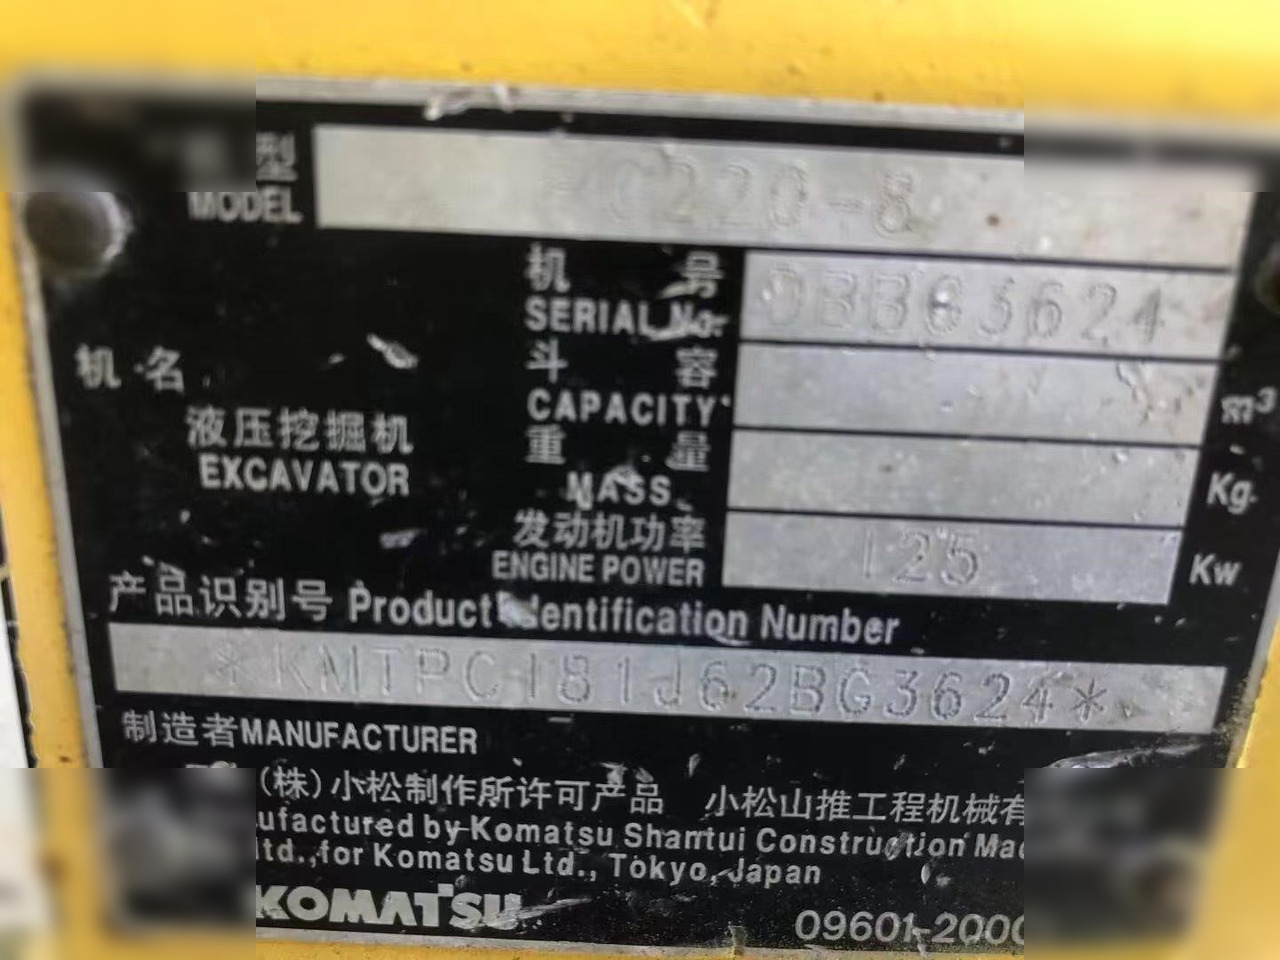 型
MODEL PC220-8
机 号
SERIAL No. DBBG3624
机 名
斗 容
CAPACITY m³
液压挖掘机
EXCAVATOR
重 量
MASS Kg
发动机功率
ENGINE POWER 125 Kw
产品识别号 Product Identification Number
*KMTPC181J62BG3624*
制造者MANUFACTURER
(株)小松制作所许可产品 小松山推工程机械有
ufactured by Komatsu Shantui Construction Mac
td.,for Komatsu Ltd., Tokyo, Japan
KOMATSU 09601-2000